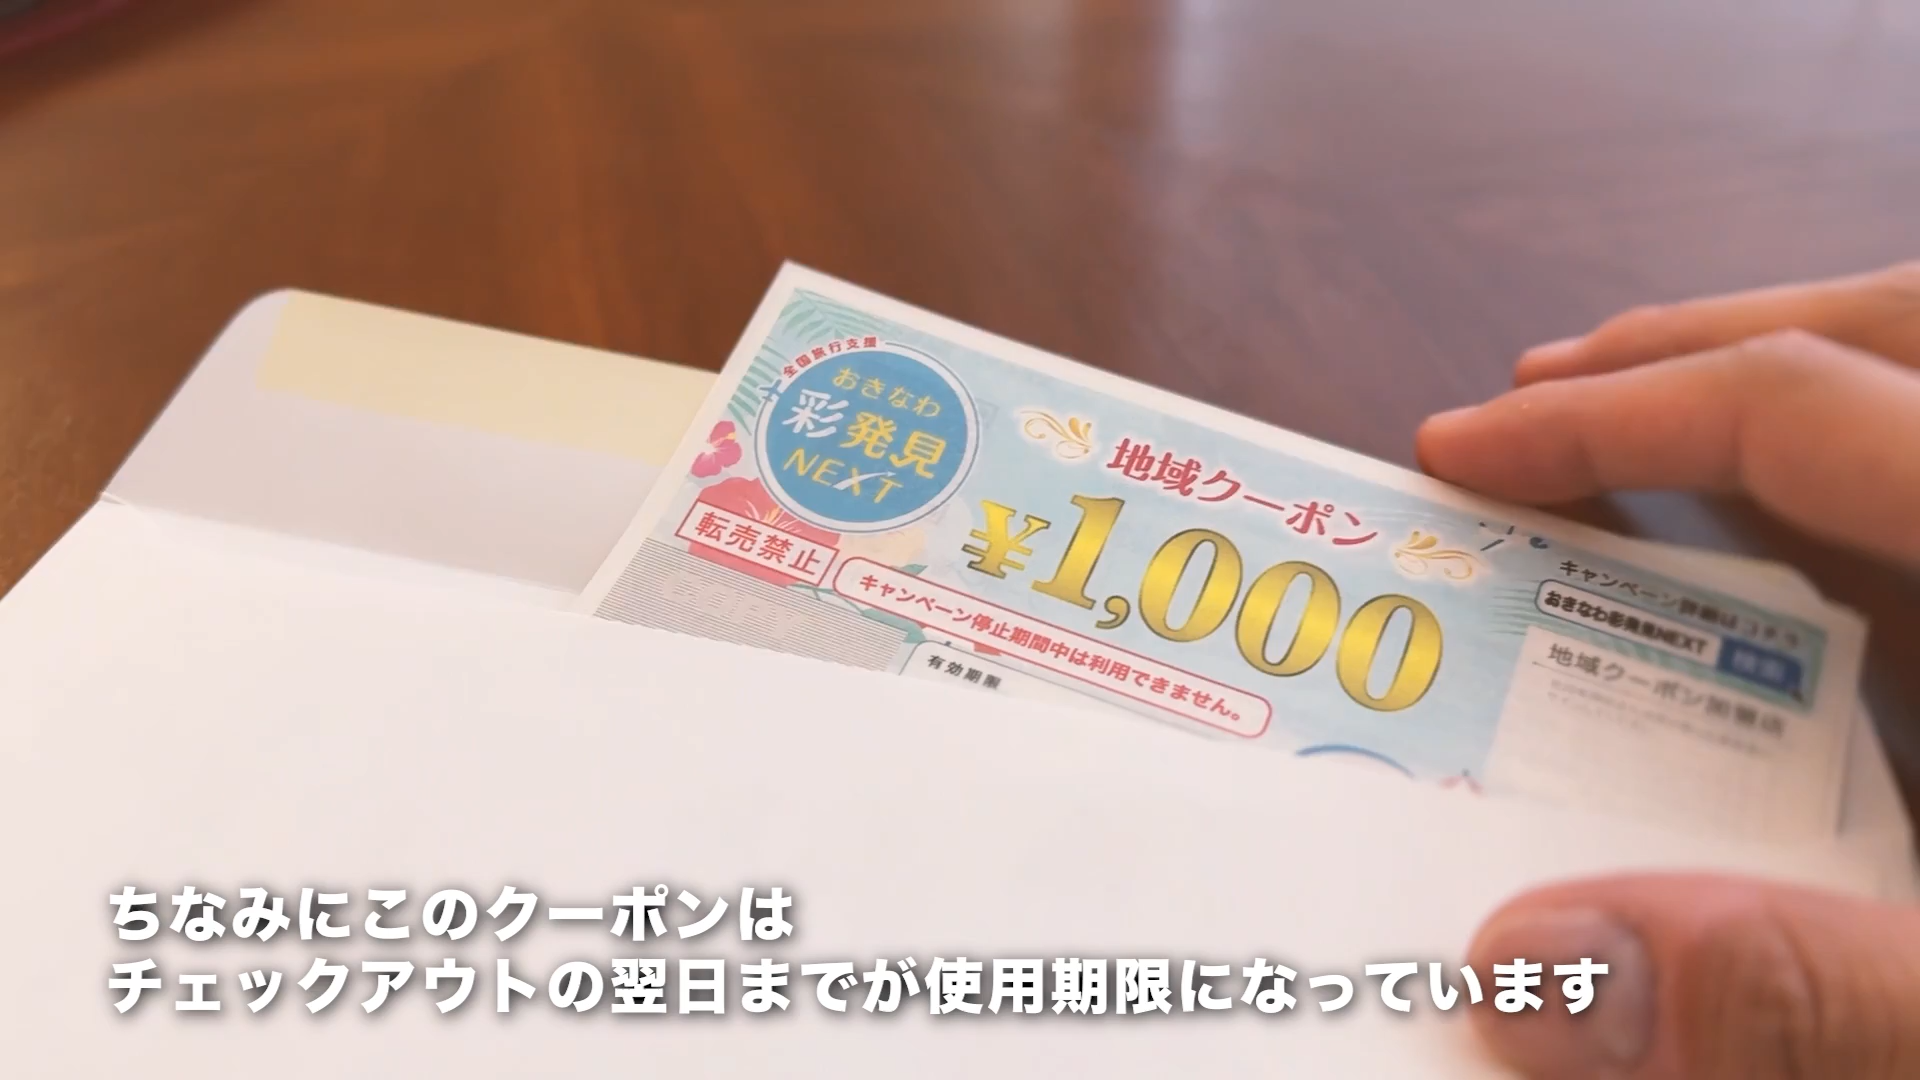 全国旅行支援
おきなわ
彩発見
NEXT
地域クーポン
¥1,000
転売禁止
キャンペーン停止期間中は利用できません。
有効期限
COPY
キャンペーン詳細はコチラ
おきなわ彩発見NEXT 検索
地域クーポン加盟店
ちなみにこのクーポンは
チェックアウトの翌日までが使用期限になっています